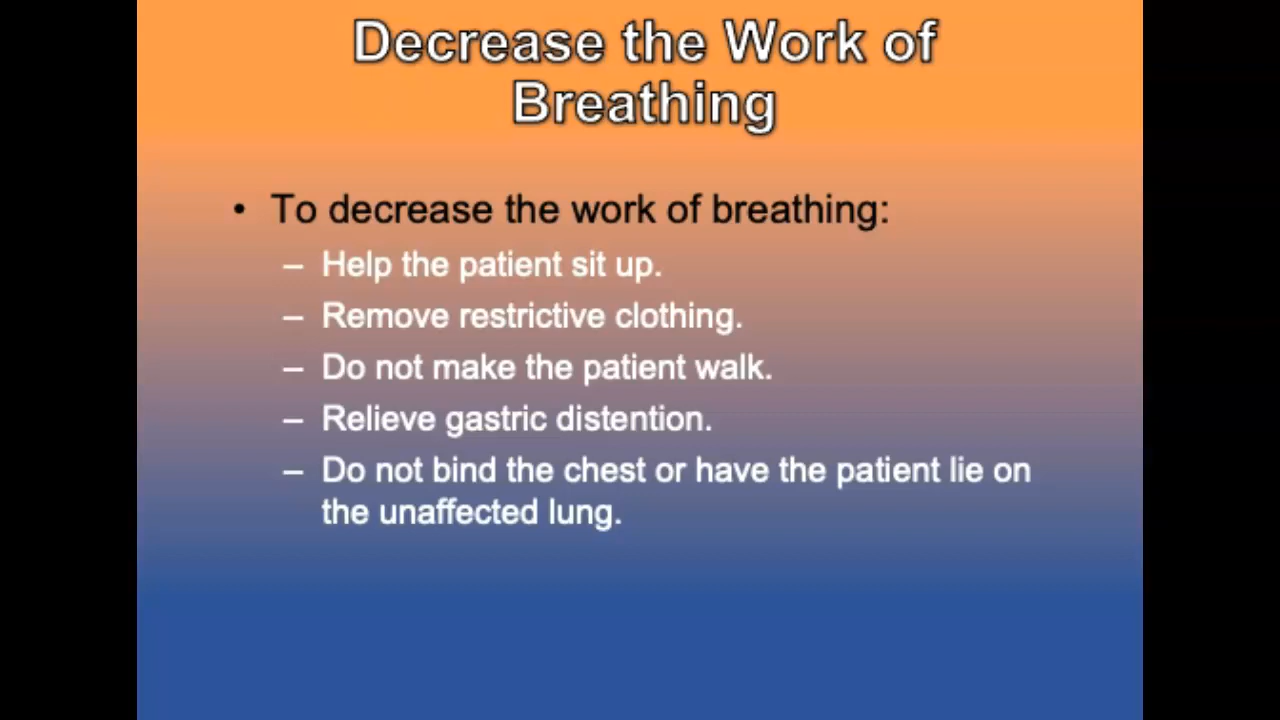 Decrease the Work of
Breathing
• To decrease the work of breathing:
– Help the patient sit up.
– Remove restrictive clothing.
– Do not make the patient walk.
– Relieve gastric distention.
– Do not bind the chest or have the patient lie on
the unaffected lung.